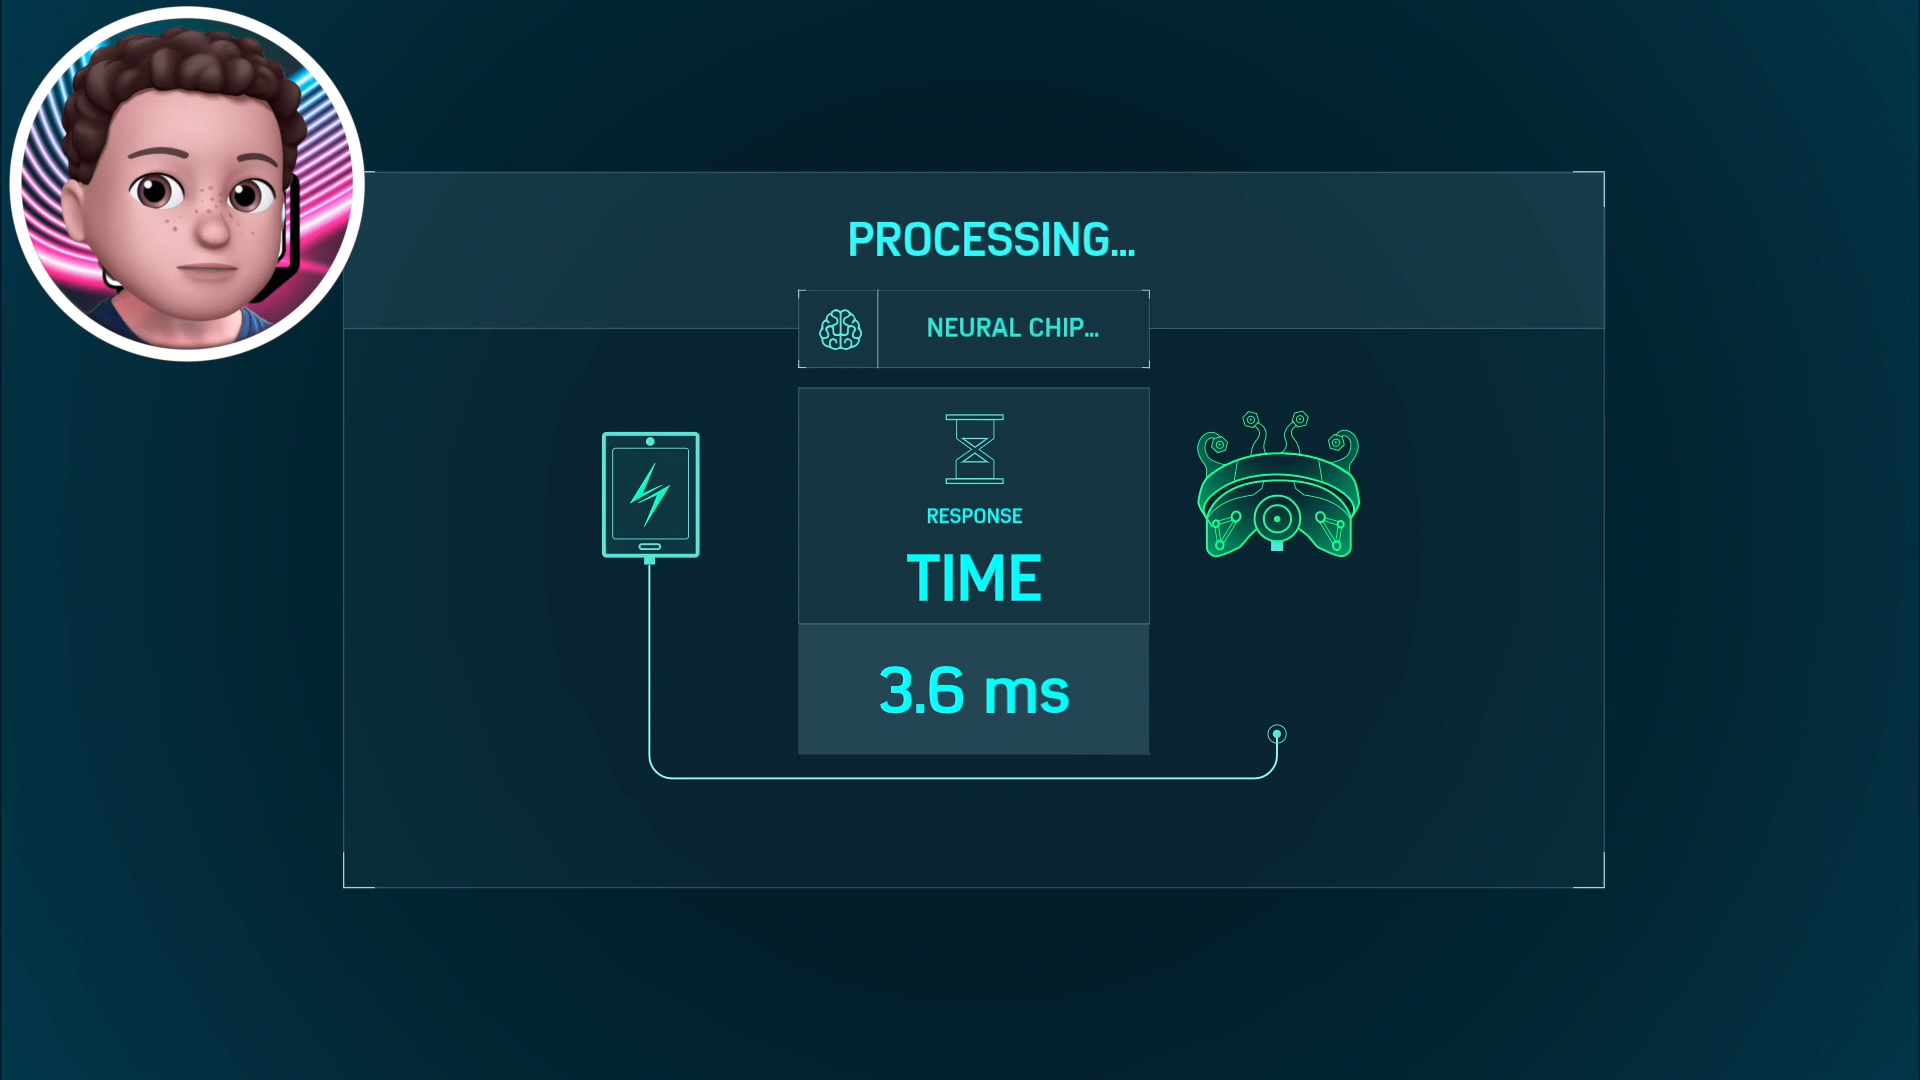 PROCESSING...
NEURAL CHIP...
RESPONSE
TIME
3.6 ms